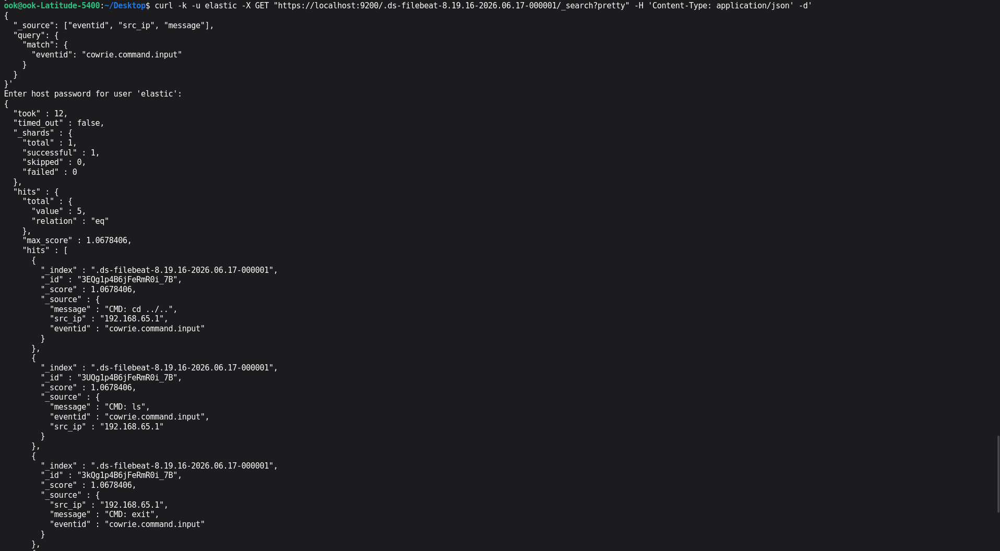 ook@ook-Latitude-5400:~/Desktop$ curl -k -u elastic -X GET "https://localhost:9200/.ds-filebeat-8.19.16-2026.06.17-000001/_search?pretty" -H 'Content-Type: application/json' -d'
{
  "_source": ["eventid", "src_ip", "message"],
  "query": {
    "match": {
      "eventid": "cowrie.command.input"
    }
  }
}'
Enter host password for user 'elastic':
{
  "took" : 12,
  "timed_out" : false,
  "_shards" : {
    "total" : 1,
    "successful" : 1,
    "skipped" : 0,
    "failed" : 0
  },
  "hits" : {
    "total" : {
      "value" : 5,
      "relation" : "eq"
    },
    "max_score" : 1.0678406,
    "hits" : [
      {
        "_index" : ".ds-filebeat-8.19.16-2026.06.17-000001",
        "_id" : "3EQg1p4B6jFeRmR0i_7B",
        "_score" : 1.0678406,
        "_source" : {
          "message" : "CMD: cd ../..",
          "src_ip" : "192.168.65.1",
          "eventid" : "cowrie.command.input"
        }
      },
      {
        "_index" : ".ds-filebeat-8.19.16-2026.06.17-000001",
        "_id" : "3UQg1p4B6jFeRmR0i_7B",
        "_score" : 1.0678406,
        "_source" : {
          "message" : "CMD: ls",
          "eventid" : "cowrie.command.input",
          "src_ip" : "192.168.65.1"
        }
      },
      {
        "_index" : ".ds-filebeat-8.19.16-2026.06.17-000001",
        "_id" : "3kQg1p4B6jFeRmR0i_7B",
        "_score" : 1.0678406,
        "_source" : {
          "src_ip" : "192.168.65.1",
          "message" : "CMD: exit",
          "eventid" : "cowrie.command.input"
        }
      },